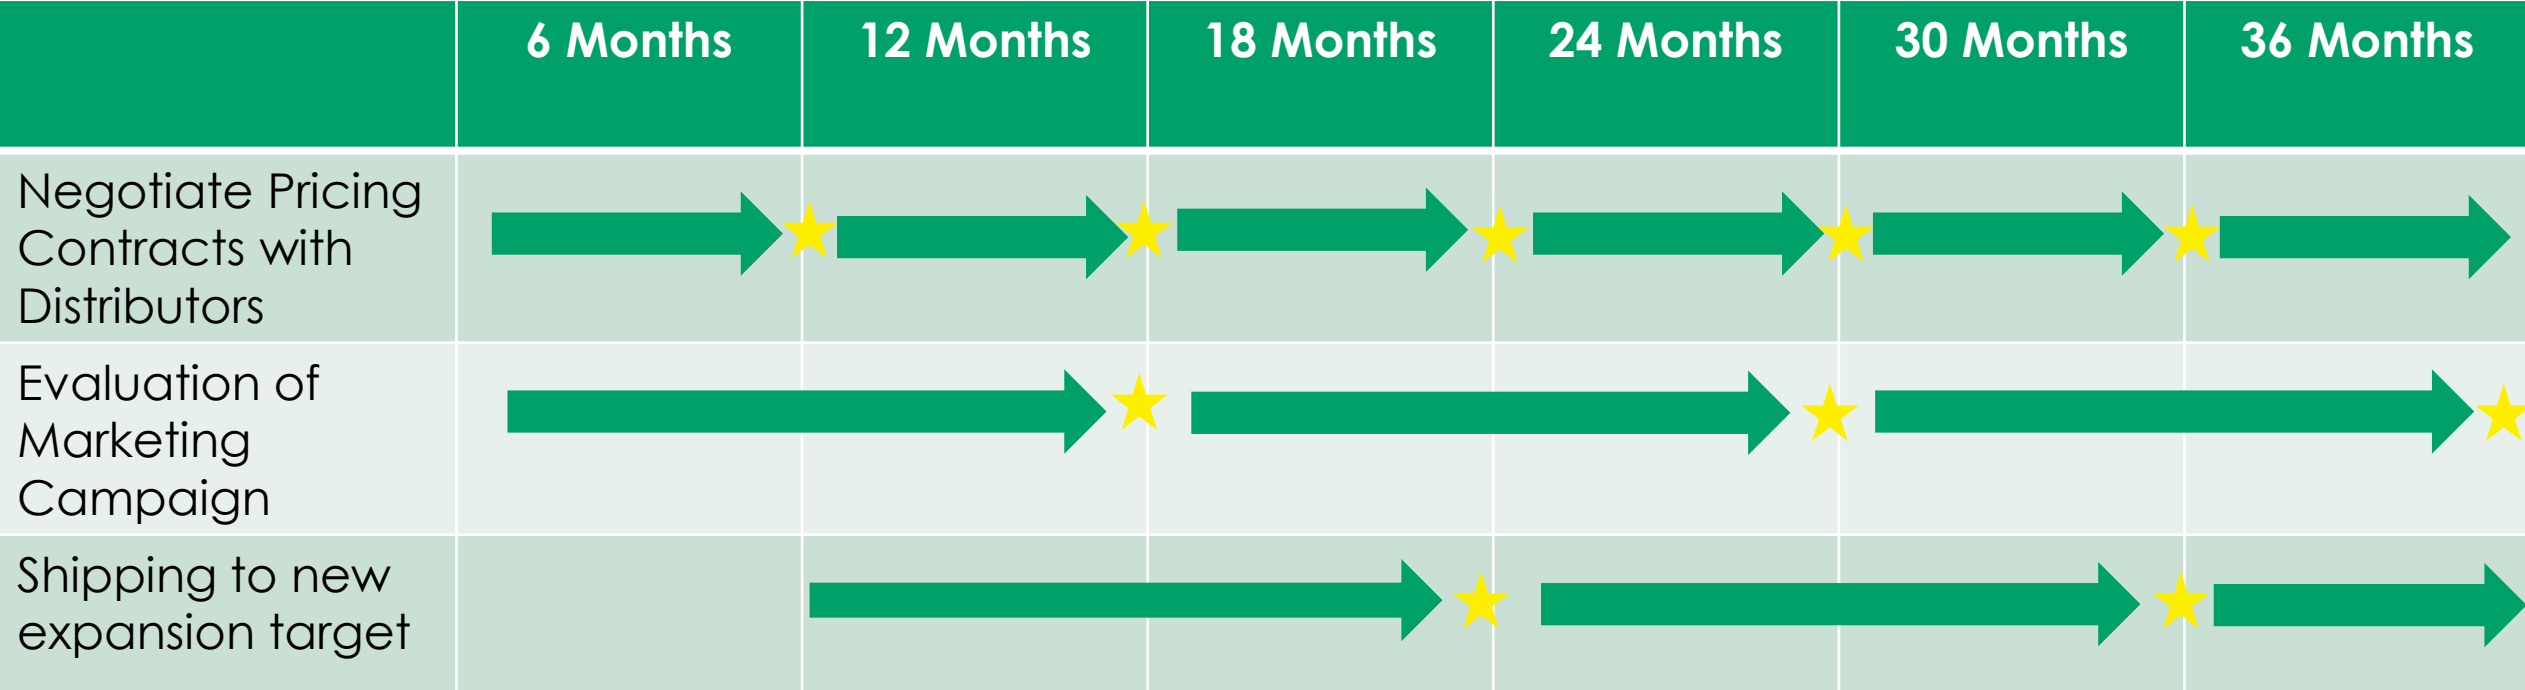 6 Months 12 Months 18 Months 24 Months 30 Months 36 Months
Negotiate Pricing
Contracts with
Distributors
Evaluation of
Marketing
Campaign
Shipping to new
expansion target